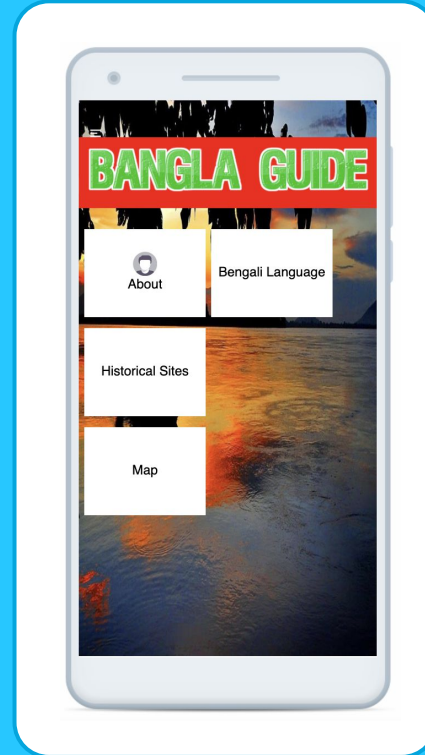 BANGLA GUIDE
About
Bengali Language
Historical Sites
Map